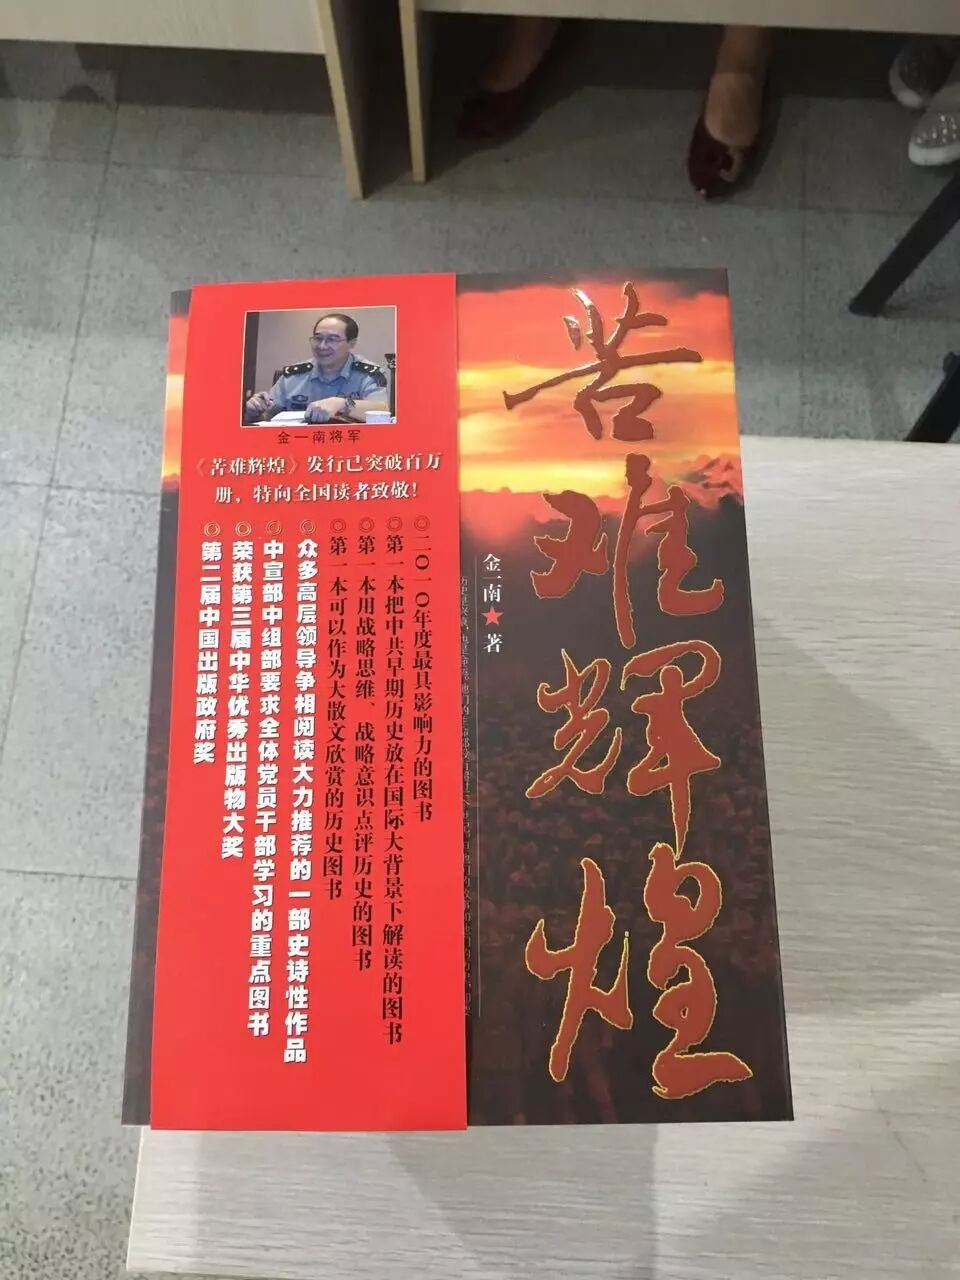 苦难辉煌
金一南★著
金一南将军
《苦难辉煌》发行已突破百万
册，特向全国读者致敬！
◎二〇一〇年度最具影响力的图书
◎第一本把中共早期历史放在国际大背景下解读的图书
◎第一本用战略思维、战略意识点评历史的图书
◎第一本可以作为大散文欣赏的历史图书
◎众多高层领导争相阅读大力推荐的一部史诗性作品
◎中宣部中组部要求全体党员干部学习的重点图书
◎荣获第三届中华优秀出版物大奖
◎第二届中国出版政府奖